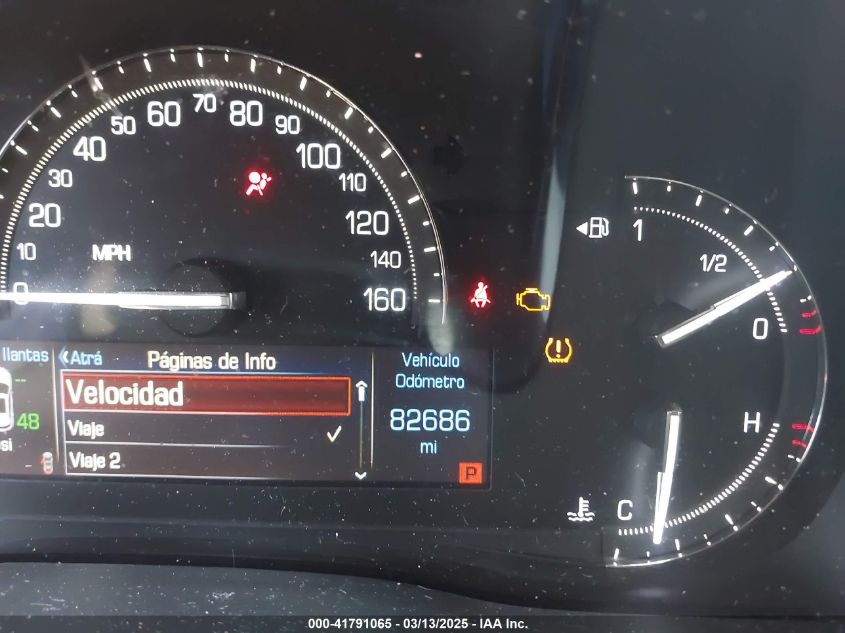 0
10
20
30
40
50
60
70
80
90
100
110
120
140
160
MPH
1
1/2
0
H
C
llantas
--
48
si
Atrá
Páginas de Info
Velocidad
Viaje
Viaje 2
Vehículo
Odómetro
82686
mi
P
000-41791065 - 03/13/2025 - IAA Inc.